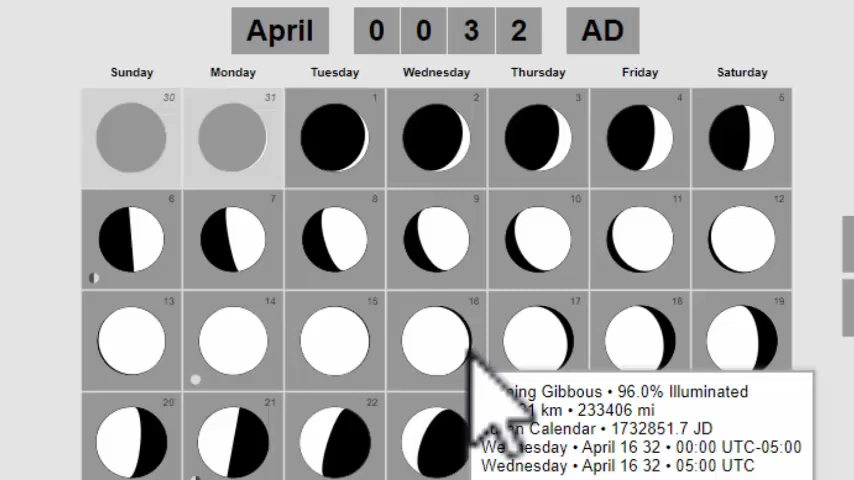 April 0 0 3 2 AD
Sunday Monday Tuesday Wednesday Thursday Friday Saturday
30 31 1 2 3 4 5
6 7 8 9 10 11 12
13 14 15 16 17 18 19
Gibbous • 96.0% Illuminated
km • 233406 mi
Calendar • 1732851.7 JD
20 21 22
Wednesday • April 16 32 • 00:00 UTC-05:00
Wednesday • April 16 32 • 05:00 UTC